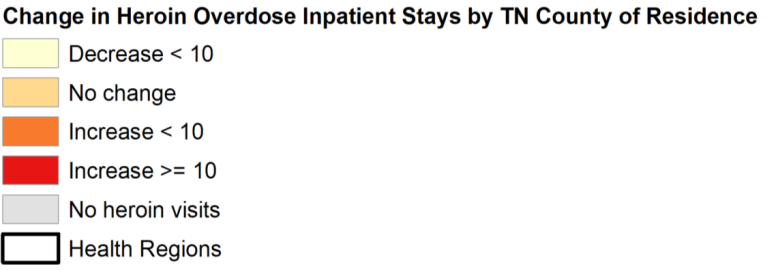 Change in Heroin Overdose Inpatient Stays by TN County of Residence
Decrease < 10
No change
Increase < 10
Increase >= 10
No heroin visits
Health Regions